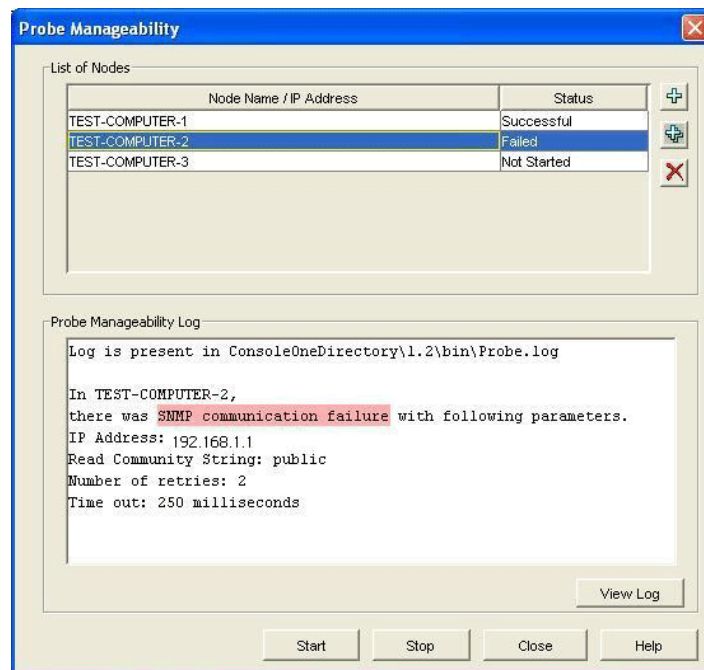 Probe Manageability
List of Nodes
Node Name / IP Address Status
TEST-COMPUTER-1 Successful
TEST-COMPUTER-2 Failed
TEST-COMPUTER-3 Not Started
Probe Manageability Log
Log is present in ConsoleOneDirectory\1.2\bin\Probe.log
In TEST-COMPUTER-2,
there was SNMP communication failure with following parameters.
IP Address: 192.168.1.1
Read Community String: public
Number of retries: 2
Time out: 250 milliseconds
View Log
Start Stop Close Help